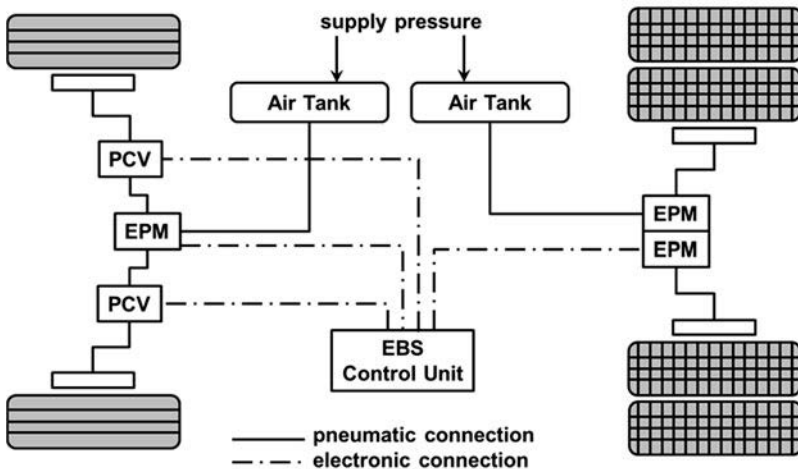 supply pressure
Air Tank
Air Tank
PCV
EPM
EPM
EPM
PCV
EBS
Control Unit
pneumatic connection
electronic connection